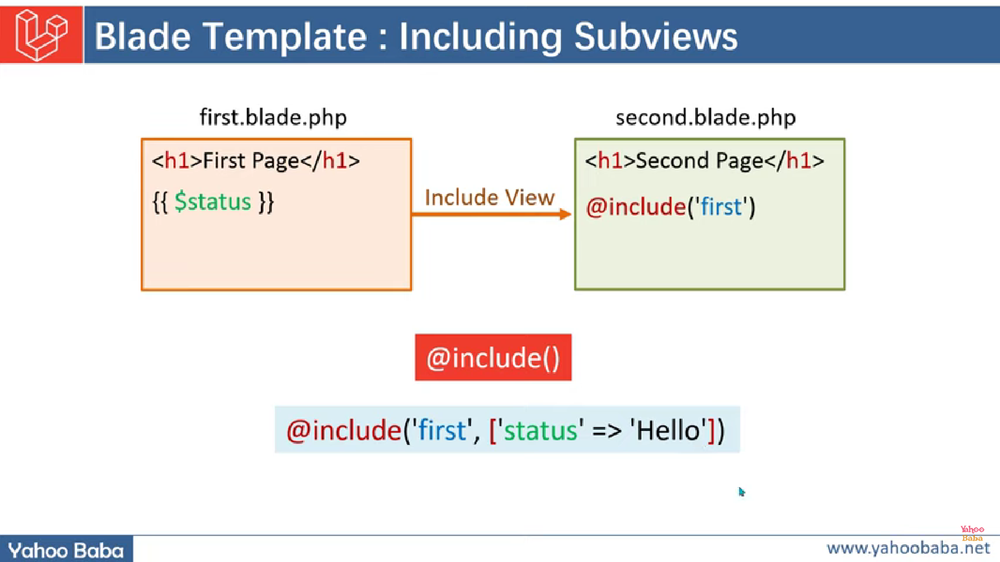 Blade Template : Including Subviews
first.blade.php
<h1>First Page</h1>
{{ $status }}
Include View
second.blade.php
<h1>Second Page</h1>
@include('first')
@include()
@include('first', ['status' => 'Hello'])
Yahoo Baba
Yahoo
Baba
www.yahoobaba.net